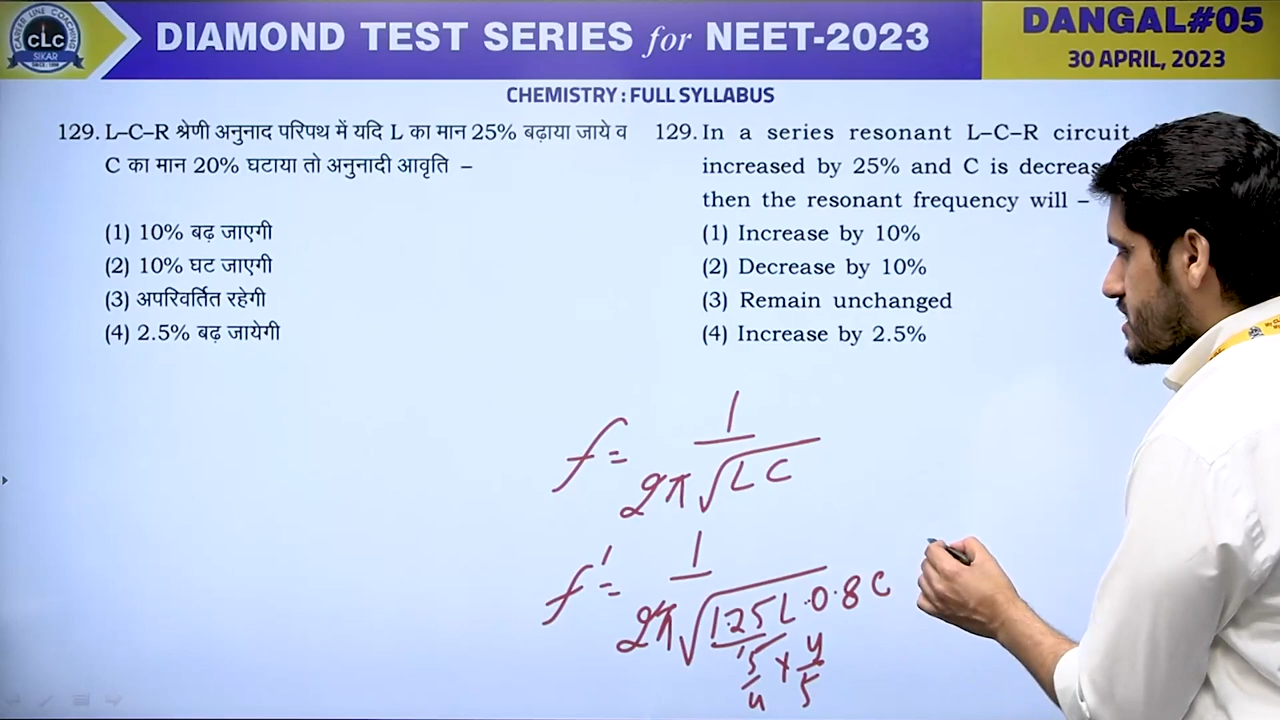 CAREER LINE COACHING
CLC
SIKAR
DIAMOND TEST SERIES for NEET-2023
DANGAL#05
30 APRIL, 2023
CHEMISTRY : FULL SYLLABUS
129. L–C–R श्रेणी अनुनाद परिपथ में यदि L का मान 25% बढ़ाया जाये व
C का मान 20% घटाया तो अनुनादी आवृति –
(1) 10% बढ़ जाएगी
(2) 10% घट जाएगी
(3) अपरिवर्तित रहेगी
(4) 2.5% बढ़ जायेगी
129. In a series resonant L–C–R circuit,
increased by 25% and C is decreas
then the resonant frequency will –
(1) Increase by 10%
(2) Decrease by 10%
(3) Remain unchanged
(4) Increase by 2.5%
f = 1
2π√LC
f' = 1
2π√1.25L·0.8C
5/4 × 4/5